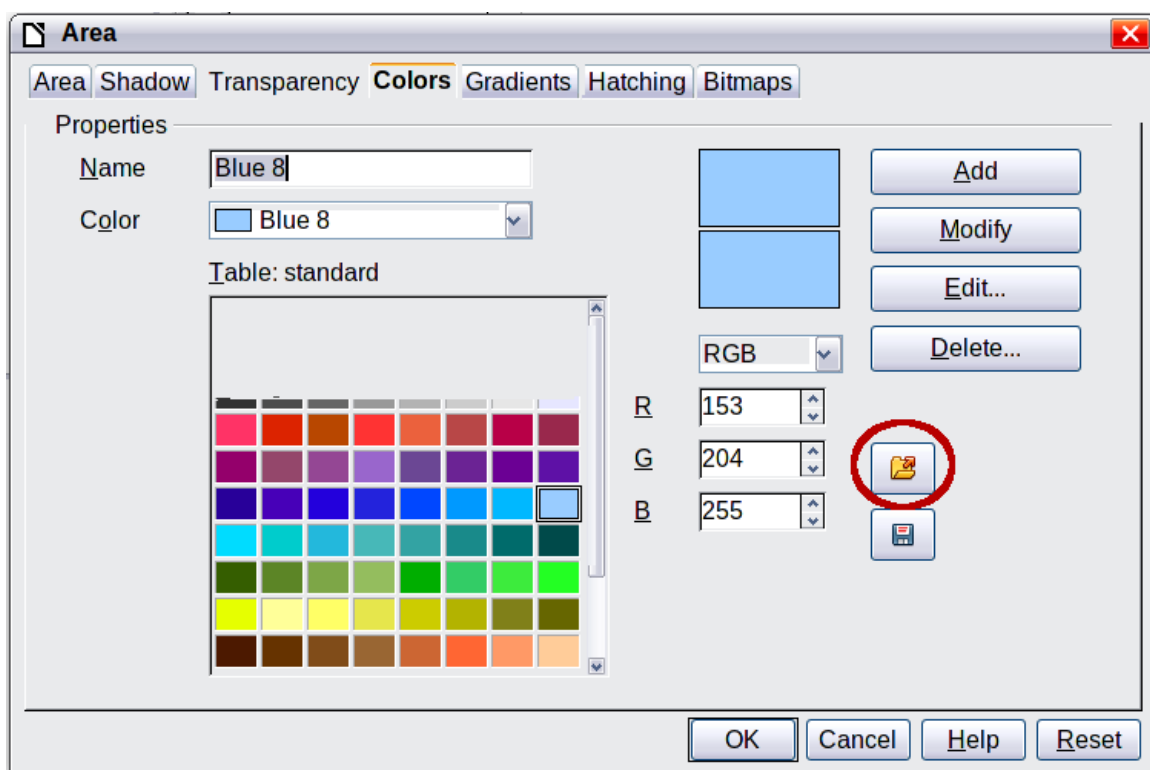 Area
Area Shadow Transparency Colors Gradients Hatching Bitmaps
Properties
Name Blue 8 Add
Color Blue 8 Modify
Table: standard Edit...
RGB Delete...
R 153
G 204
B 255
OK Cancel Help Reset